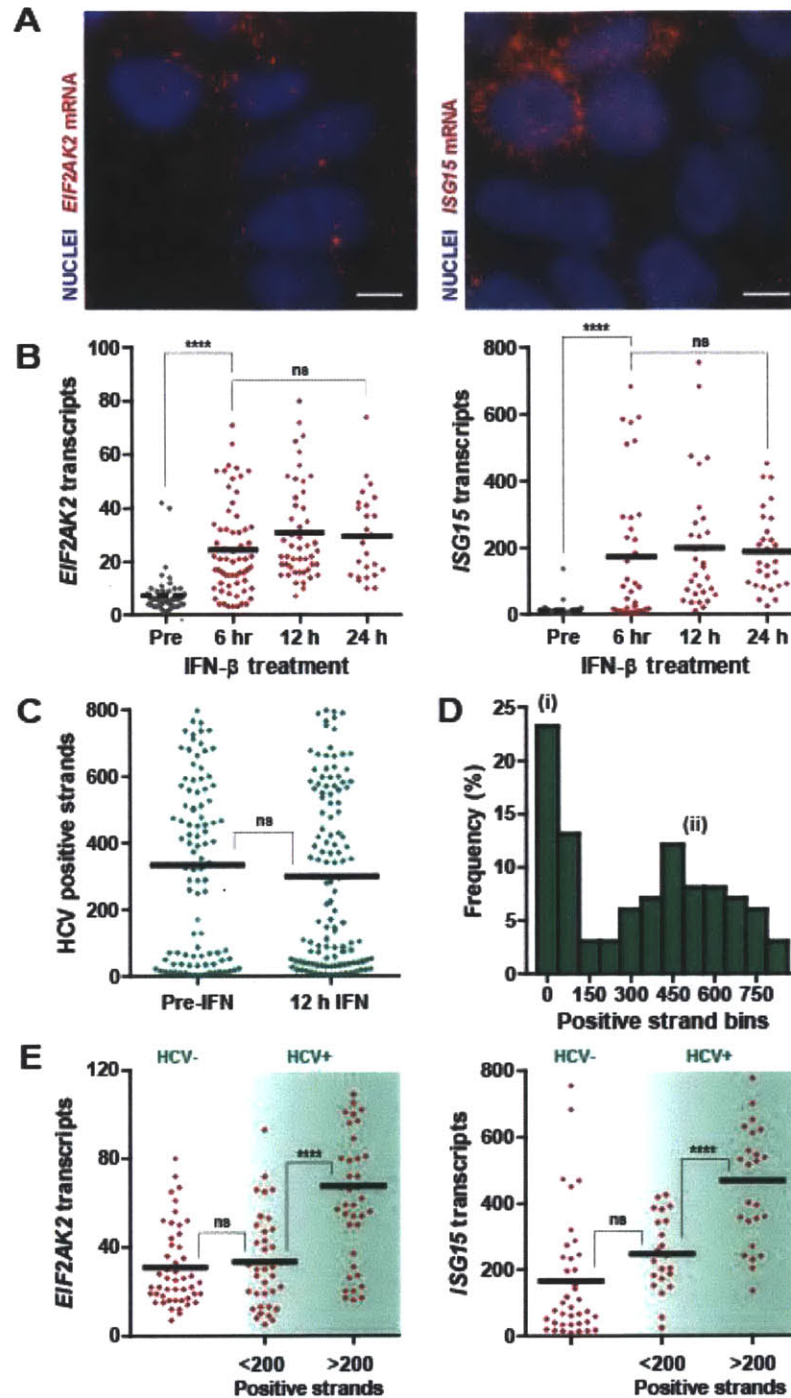 A
NUCLEI EIF2AK2 mRNA
NUCLEI ISG15 mRNA
B
EIF2AK2 transcripts
100
80
60
40
20
0
****
ns
Pre 6 hr 12 h 24 h
IFN-β treatment
ISG15 transcripts
800
600
400
200
0
****
ns
Pre 6 hr 12 h 24 h
IFN-β treatment
C
HCV positive strands
800
600
400
200
0
ns
Pre-IFN 12 h IFN
D
Frequency (%)
25
20
15
10
5
0
(i)
(ii)
0 150 300 450 600 750
Positive strand bins
E
HCV- HCV+
EIF2AK2 transcripts
120
80
40
0
ns
****
<200 >200
Positive strands
HCV- HCV+
ISG15 transcripts
800
600
400
200
0
ns
****
<200 >200
Positive strands